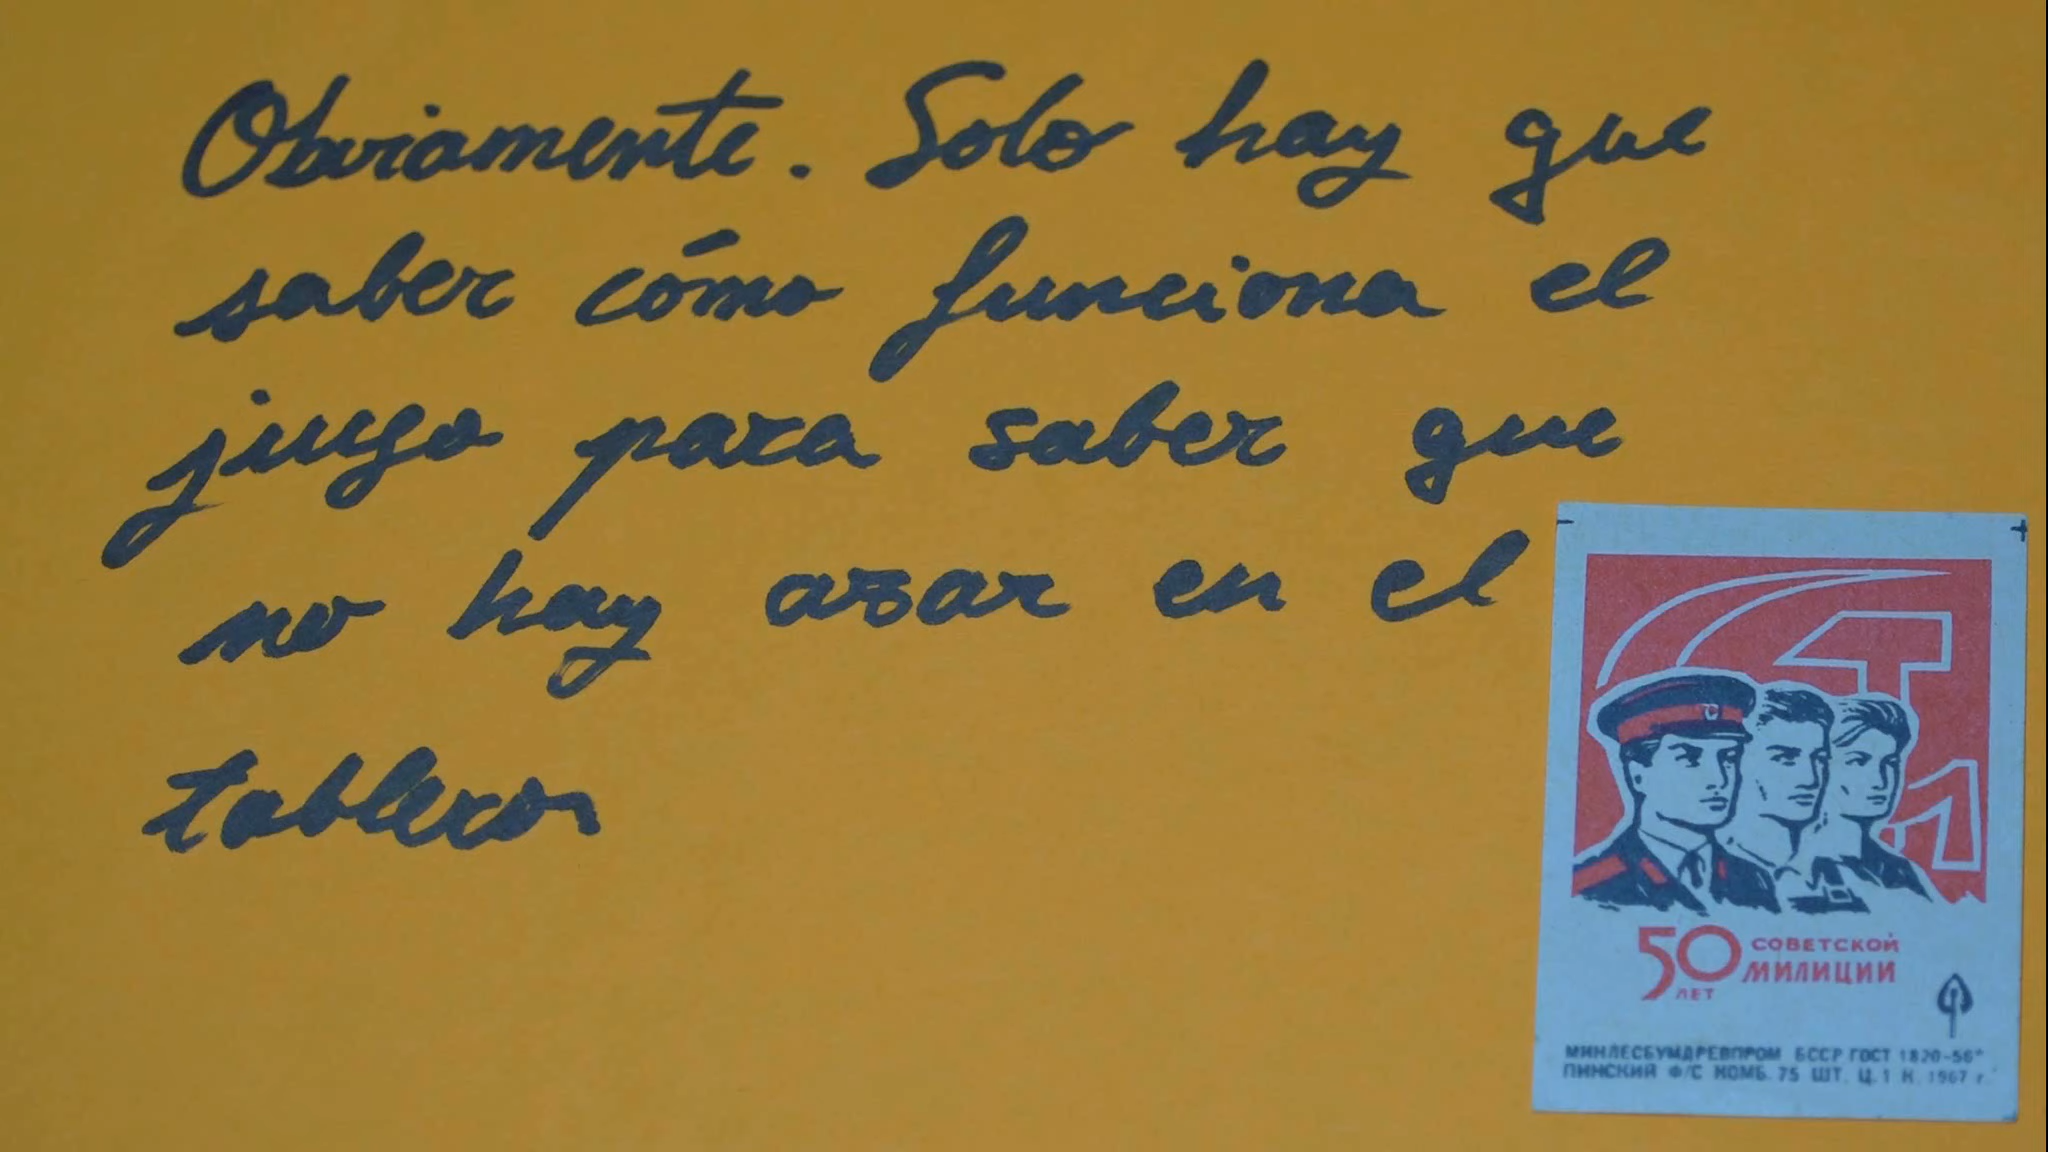 Obviamente. Solo hay que
saber cómo funciona el
juego para saber que
no hay azar en el
tablero
50 СОВЕТСКОЙ
ЛЕТ МИЛИЦИИ
МИНЛЕСБУМДРЕВПРОМ БССР ГОСТ 1820-56*
ПИНСКИЙ Ф/С КОМБ. 75 ШТ. Ц. 1 К. 1967 г.